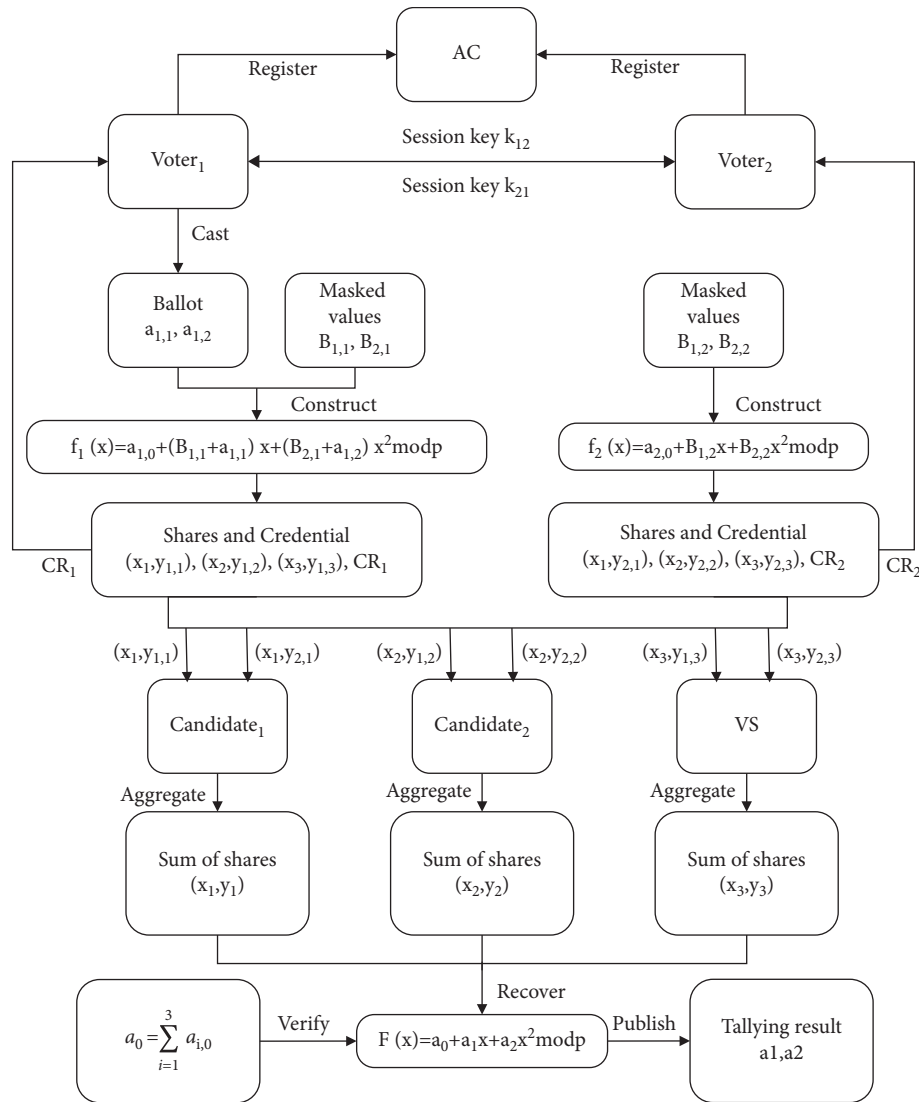 AC
Register
Register
Voter₁
Session key k₁₂
Session key k₂₁
Voter₂
Cast
Ballot
a₁,₁, a₁,₂
Masked
values
B₁,₁, B₂,₁
Masked
values
B₁,₂, B₂,₂
Construct
Construct
f₁ (x)=a₁,₀+(B₁,₁+a₁,₁) x+(B₂,₁+a₁,₂) x²modp
f₂ (x)=a₂,₀+B₁,₂x+B₂,₂x²modp
Shares and Credential
(x₁,y₁,₁), (x₂,y₁,₂), (x₃,y₁,₃), CR₁
CR₁
Shares and Credential
(x₁,y₂,₁), (x₂,y₂,₂), (x₃,y₂,₃), CR₂
CR₂
(x₁,y₁,₁) (x₁,y₂,₁) (x₂,y₁,₂) (x₂,y₂,₂) (x₃,y₁,₃) (x₃,y₂,₃)
Candidate₁
Candidate₂
VS
Aggregate
Aggregate
Aggregate
Sum of shares
(x₁,y₁)
Sum of shares
(x₂,y₂)
Sum of shares
(x₃,y₃)
Recover
a₀ = ∑³ᵢ₌₁ aᵢ,₀
Verify
F (x)=a₀+a₁x+a₂x²modp
Publish
Tallying result
a1,a2